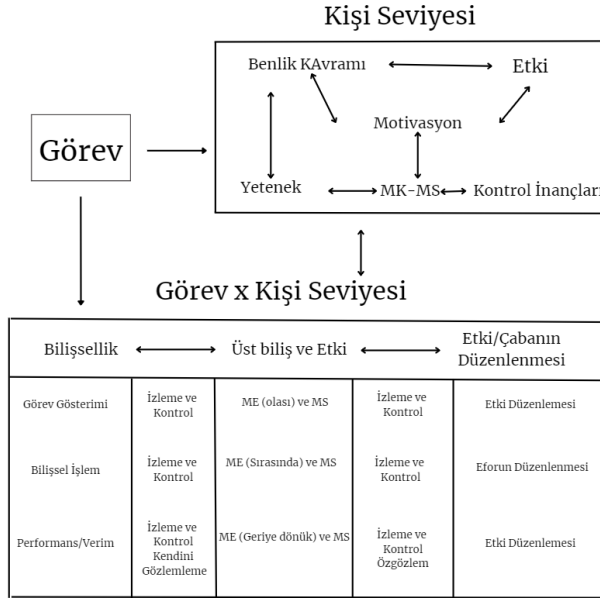 Kişi Seviyesi
Benlik KAvramı
Etki
Görev
Motivasyon
Yetenek
MK-MS
Kontrol İnançları
Görev x Kişi Seviyesi
Bilişsellik
Üst biliş ve Etki
Etki/Çabanın
Düzenlenmesi
Görev Gösterimi
İzleme ve
Kontrol
ME (olası) ve MS
İzleme ve
Kontrol
Etki Düzenlemesi
Bilişsel İşlem
İzleme ve
Kontrol
ME (Sırasında) ve MS
İzleme ve
Kontrol
Eforun Düzenlenmesi
Performans/Verim
İzleme ve
Kontrol
Kendini
Gözlemleme
ME (Geriye dönük) ve MS
İzleme ve
Kontrol
Özgözlem
Etki Düzenlemesi